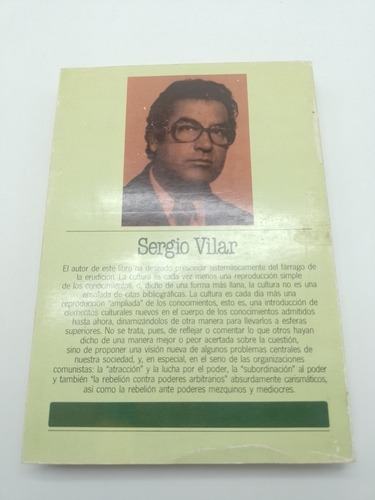 Sergio Vilar
El autor de este libro ha deseado prescindir sistemáticamente del fárrago de
la erudición. La cultura es cada vez menos una reproducción simple
de los conocimientos, o, dicho de una forma más llana, la cultura no es una
ensalada de citas bibliográficas. La cultura es cada día más una
reproducción "ampliada" de los conocimientos, esto es, una introducción de
elementos culturales nuevos en el cuerpo de los conocimientos admitidos
hasta ahora, dinamizándolos de otra manera para llevarlos a esferas
superiores. No se trata, pues, de reflejar o comentar lo que otros hayan
dicho de una manera mejor o peor acertada sobre la cuestión,
sino de proponer una visión nueva de algunos problemas centrales de
nuestra sociedad, y, en especial, en el seno de las organizaciones
comunistas: la "atracción" y la lucha por el poder, la "subordinación" al poder
y también "la rebelión contra poderes arbitrarios" absurdamente carismáticos,
así como la rebelión ante poderes mezquinos y mediocres.